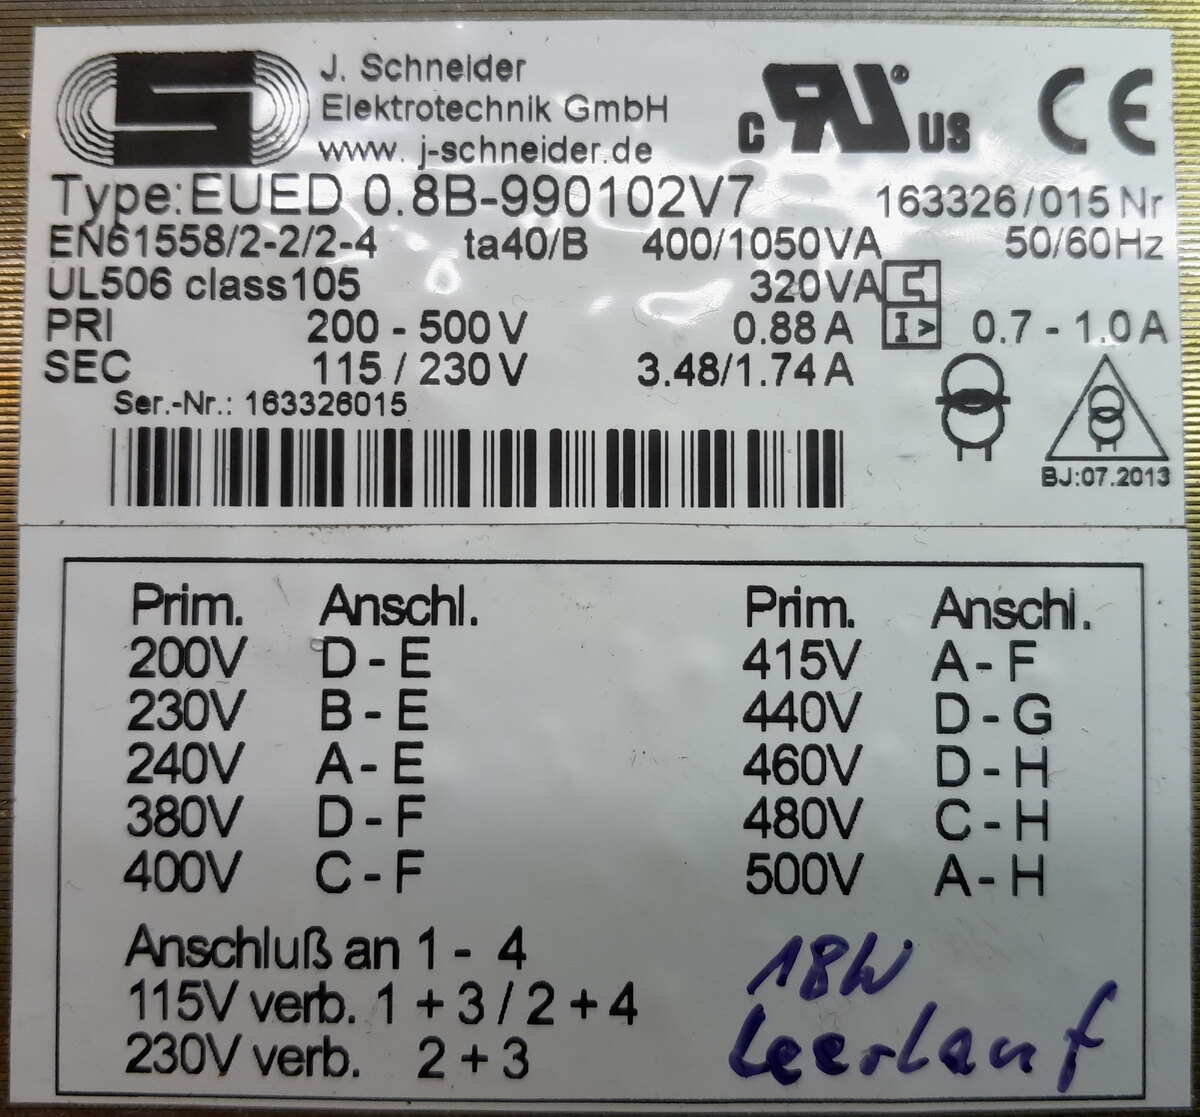 J. Schneider
Elektrotechnik GmbH
www. j-schneider.de
c RU® US CE
Type: EUED 0.8B-990102V7 163326/015 Nr
EN61558/2-2/2-4 ta40/B 400/1050VA 50/60Hz
UL506 class105 320VA
PRI 200 - 500 V 0.88 A I> 0.7 - 1.0 A
SEC 115 / 230 V 3.48/1.74 A
Ser.-Nr.: 163326015
BJ:07.2013
Prim. Anschl. Prim. Anschl.
200V D - E 415V A - F
230V B - E 440V D - G
240V A - E 460V D - H
380V D - F 480V C - H
400V C - F 500V A - H
Anschluß an 1 - 4
115V verb. 1 + 3 / 2 + 4
230V verb. 2 + 3
18W
Leerlauf